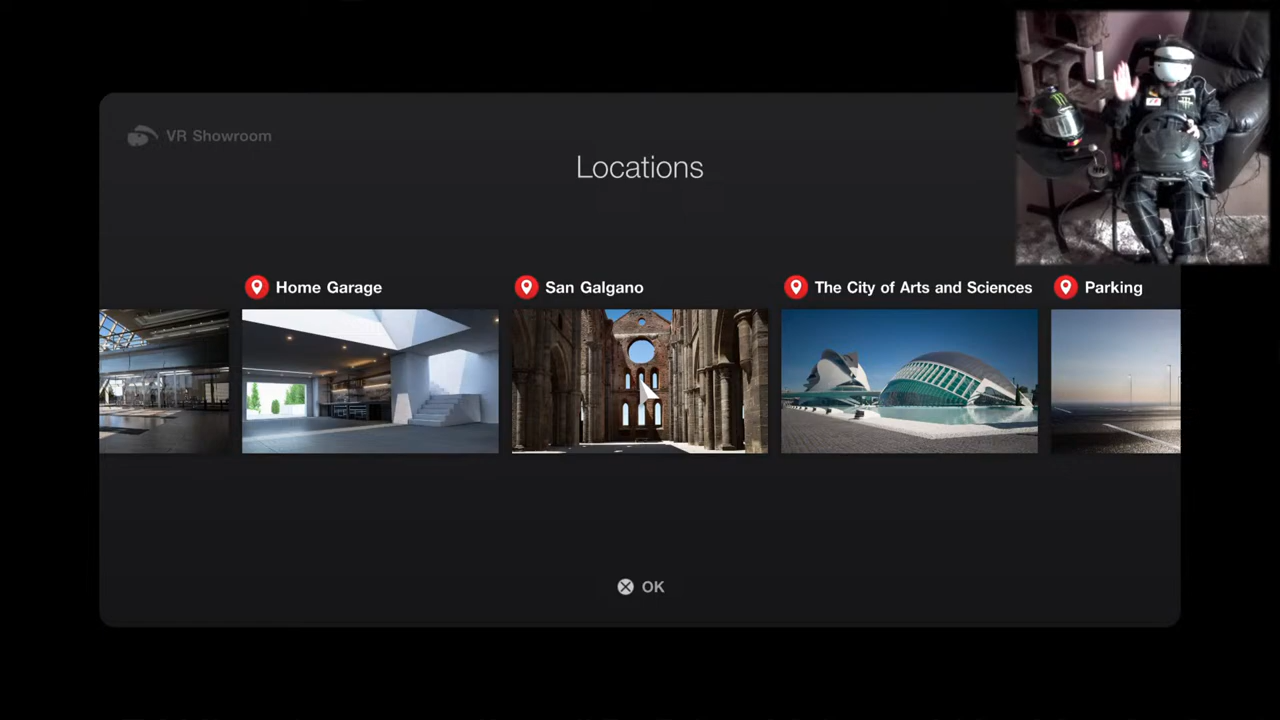 VR Showroom
Locations
Home Garage
San Galgano
The City of Arts and Sciences
Parking
OK